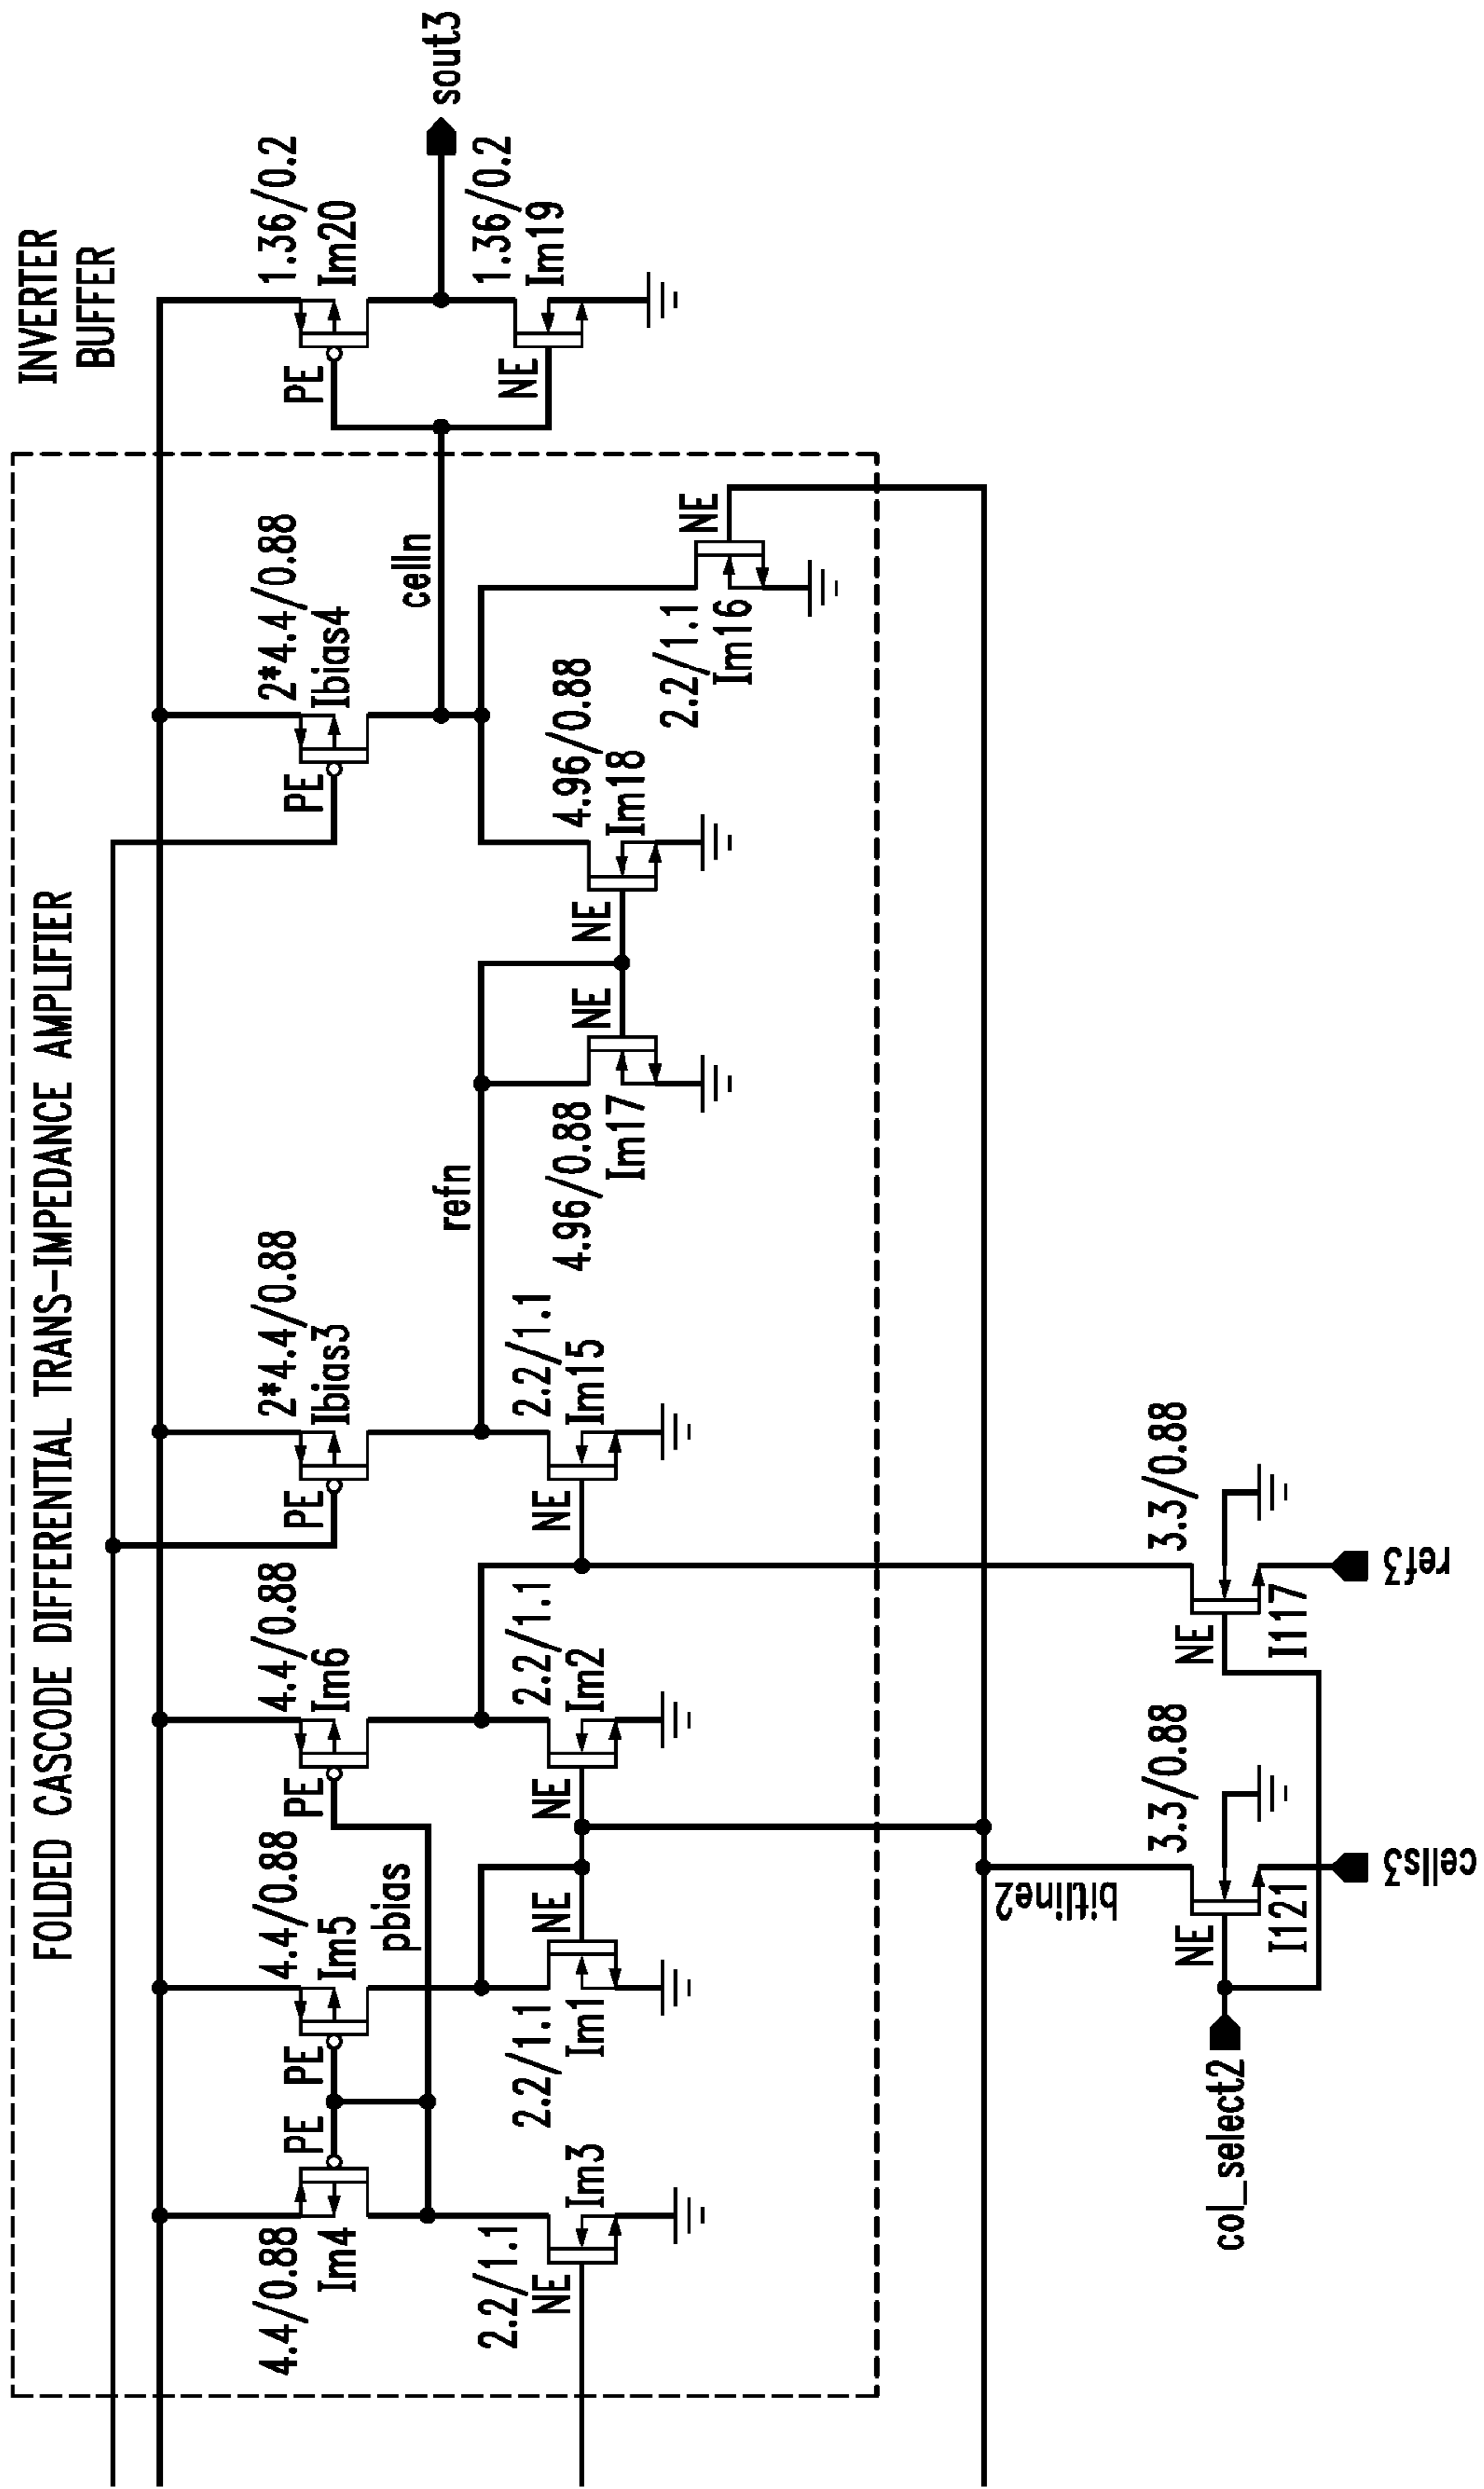 FOLDED CASCODE DIFFERENTIAL TRANS-IMPEDANCE AMPLIFIER
INVERTER
BUFFER
4.4/0.88
Im4
PE
PE
4.4/0.88
Im5
pbias
PE
4.4/0.88
Im6
PE
2*4.4/0.88
Ibias3
PE
2*4.4/0.88
Ibias4
PE
1.36/0.2
Im20
sout3
celln
refn
NE
1.36/0.2
Im19
2.2/1.1
NE
Im3
2.2/1.1
Im1
NE
NE
2.2/1.1
Im2
NE
2.2/1.1
Im15
4.96/0.88
Im17
NE
NE
4.96/0.88
Im18
2.2/1.1
Im16
NE
bitline2
col_select2
NE
3.3/0.88
I121
cells3
NE
3.3/0.88
I117
ref3